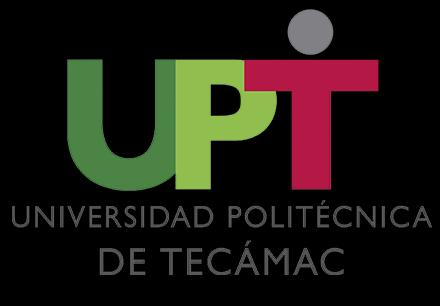 UPT
UNIVERSIDAD POLITÉCNICA
DE TECÁMAC